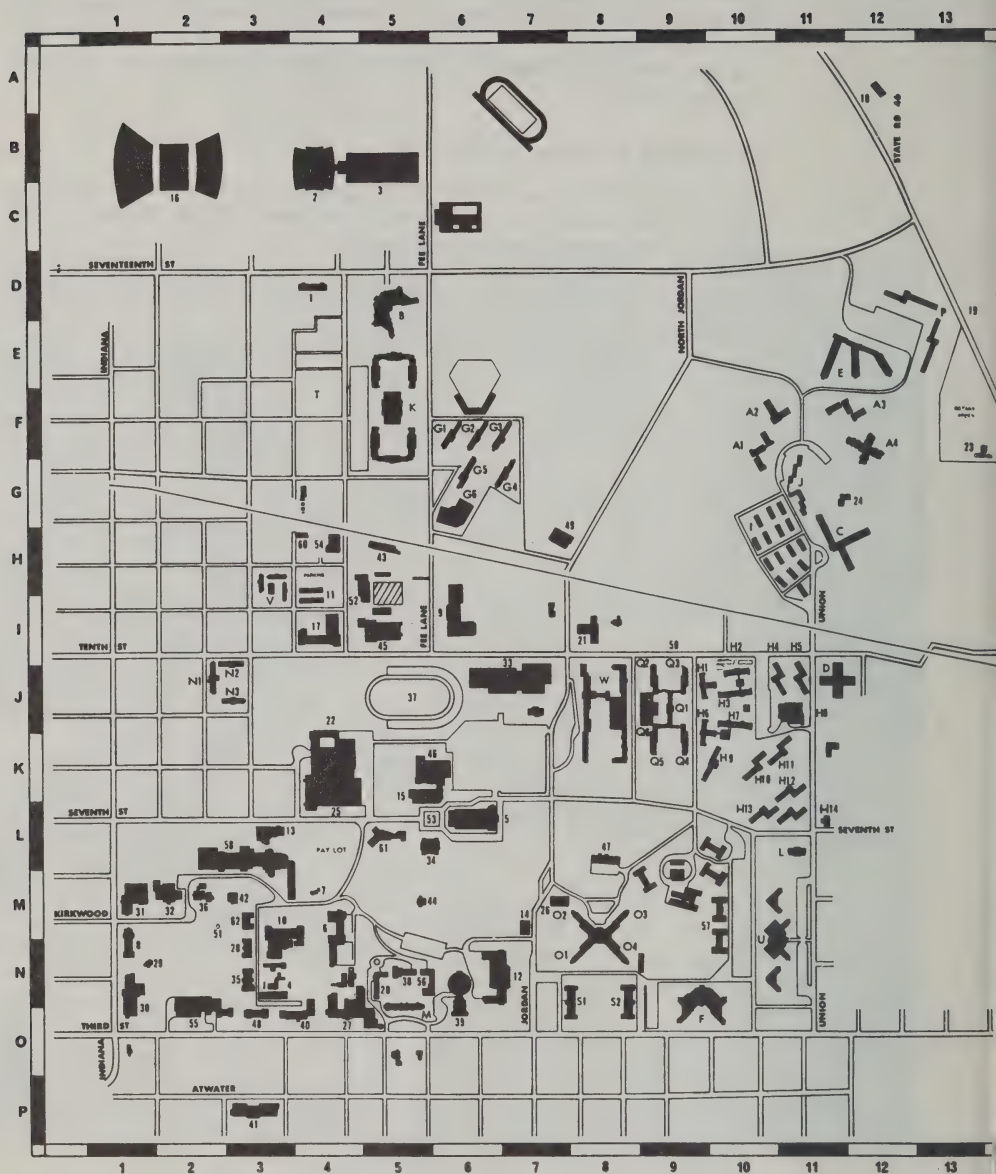 1 2 3 4 5 6 7 8 9 10 11 12 13
A
18
STATE RD 46
B
16 2 3
C
FEE LANE
SEVENTEENTH ST
D
1 B P 19
NORTH JORDAN
INDIANA
E
E
T
K
A2 A3
F
G1 G2 G3
A1 A4
23
G5 G4
J
G
G6
24
49
C
H
60 54 43
PARKING
52
V 11
FEE LANE
9
UNION
I
17 45 21
TENTH ST
50
33 Q2 Q3 H1 H2 H4 H5
N2
N1 N3
J
37 W Q1 H3 D
22 Q6 H6 H7 H8
46 Q5 Q4 H9
K
H11
H10 H12
15
25
SEVENTH ST
53 5
H13 H14
SEVENTH ST
L
13 61 34 47
PAY LOT
58 L
7
M
31 32 36 42 44 26 O2 O3
KIRKWOOD
62 10 6 14 57
51
8 28 O1 O4 U
N
29 35 4 20 38 56 12
30 M 39 S1 S2 F
55 48 40 27
THIRD ST
JORDAN
UNION
O
INDIANA
ATWATER
P
41
1 2 3 4 5 6 7 8 9 10 11 12 13